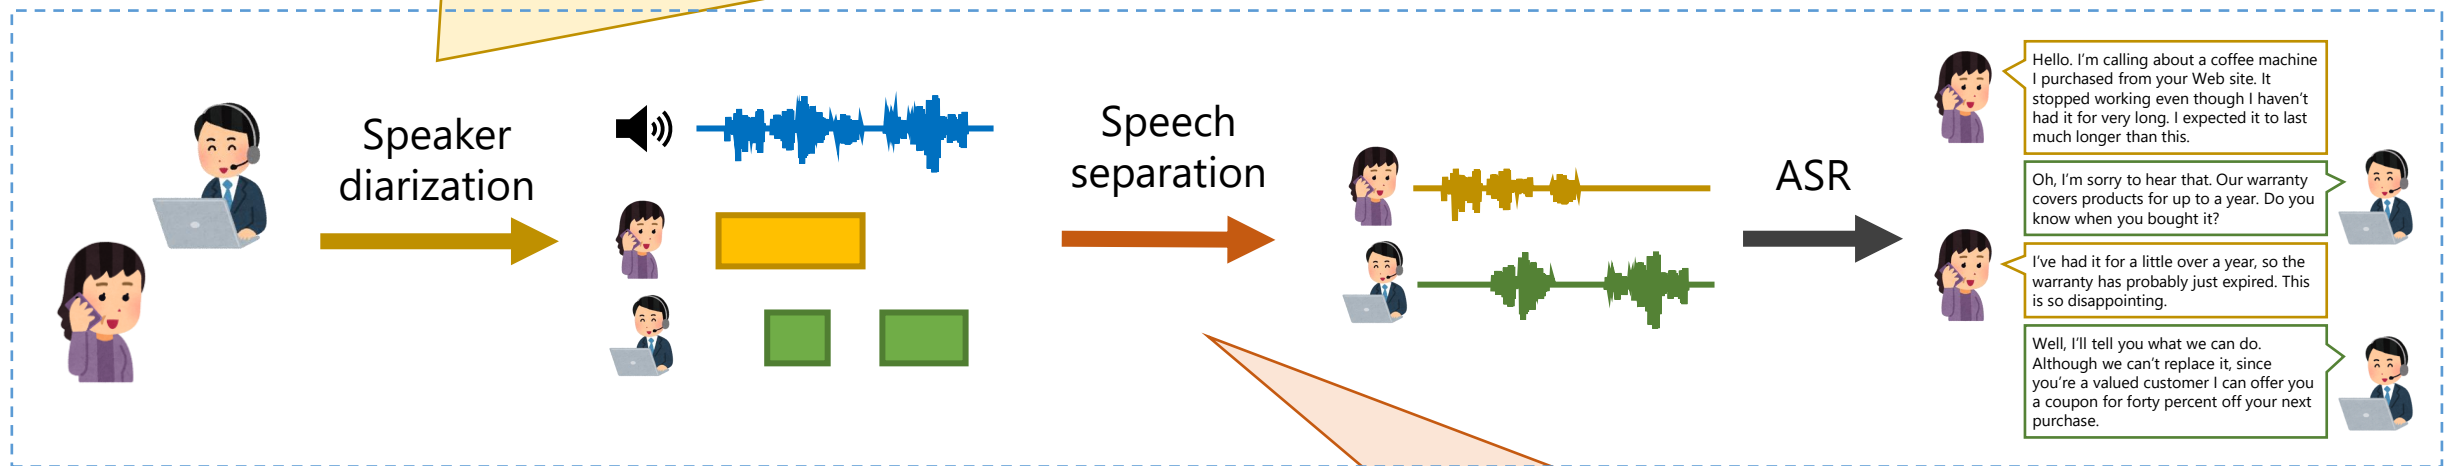 Speaker
diarization
Speech
separation
ASR
Hello. I'm calling about a coffee machine
I purchased from your Web site. It
stopped working even though I haven't
had it for very long. I expected it to last
much longer than this.
Oh, I'm sorry to hear that. Our warranty
covers products for up to a year. Do you
know when you bought it?
I've had it for a little over a year, so the
warranty has probably just expired. This
is so disappointing.
Well, I'll tell you what we can do.
Although we can't replace it, since
you're a valued customer I can offer you
a coupon for forty percent off your next
purchase.